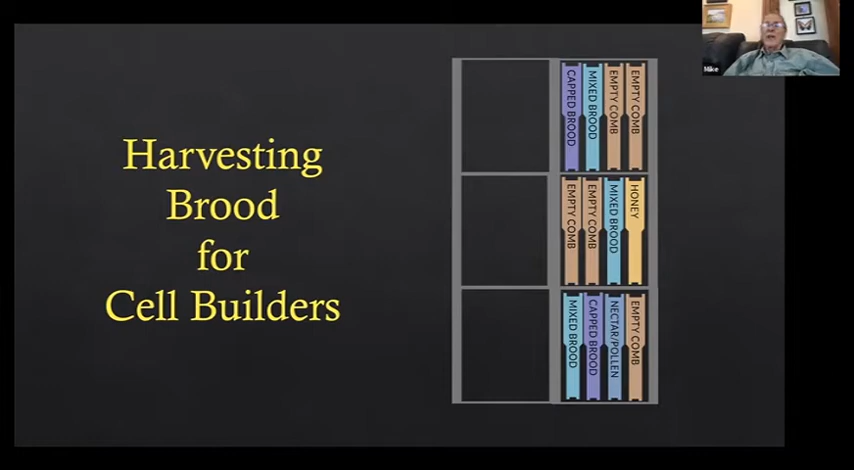 Harvesting
Brood
for
Cell Builders
CAPPED BROOD
MIXED BROOD
EMPTY COMB
EMPTY COMB
EMPTY COMB
EMPTY COMB
MIXED BROOD
HONEY
MIXED BROOD
CAPPED BROOD
NECTAR/POLLEN
EMPTY COMB
Mike